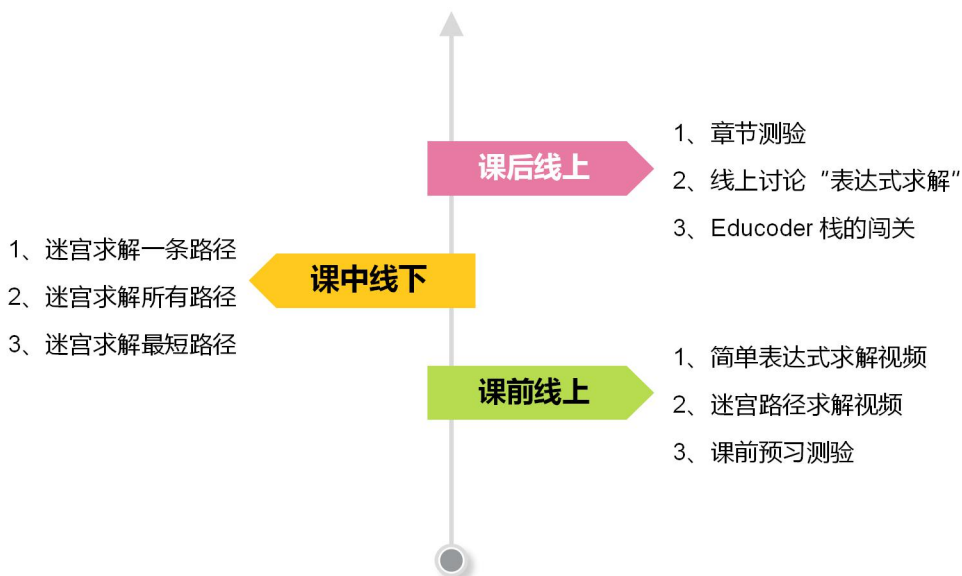 课后线上
1、章节测验
2、线上讨论“表达式求解”
3、Educoder 栈的闯关
课中线下
1、迷宫求解一条路径
2、迷宫求解所有路径
3、迷宫求解最短路径
课前线上
1、简单表达式求解视频
2、迷宫路径求解视频
3、课前预习测验